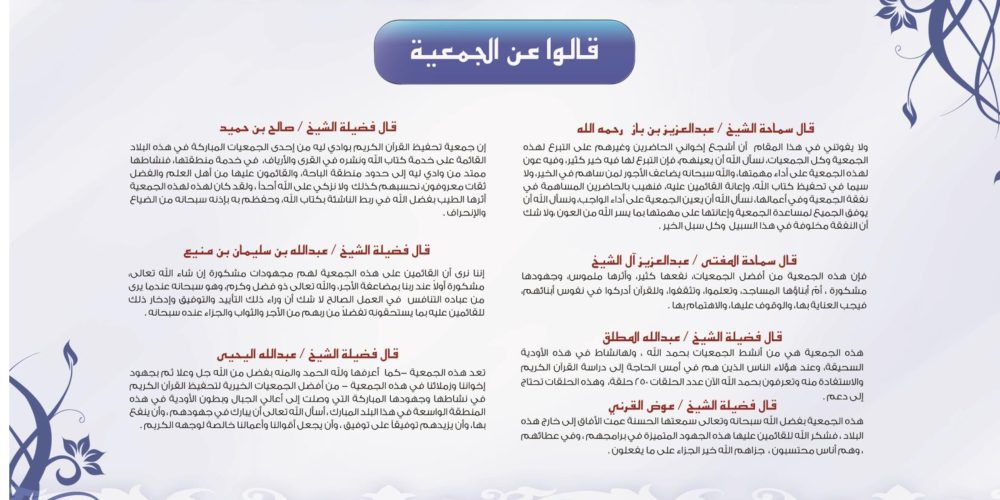 قالوا عن الجمعية
قال سماحة الشيخ / عبدالعزيز بن باز رحمه الله
ولا يفوتني في هذا المقام أن أشجع إخواني الحاضرين وغيرهم على التبرع لهذه
الجمعية وكل الجمعيات، نسأل الله أن يعينهم، فإن التبرع لها فيه خير كثير، وفيه عون
لهذه الجمعية على أداء مهمتها، والله سبحانه يضاعف الأجور لمن ساهم في الخير، ولا
سيما في تحفيظ كتاب الله، وإعانة القائمين عليه، فنهيب بالحاضرين المساهمة في
نفقة الجمعية وفي أعمالها، نسأل الله أن يعين الجمعية على أداء الواجب، ونسأل الله أن
يوفق الجميع لمساعدة الجمعية وإعانتها على مهمتها بما يسر الله من العون ،ولا شك
أن النفقة مخلوفة في هذا السبيل وكل سبل الخير .
قال سماحة المفتي / عبدالعزيز آل الشيخ
فإن هذه الجمعية من أفضل الجمعيات، نفعها كثير، وأثرها ملموس، وجهودها
مشكورة ، أمّ أبناؤها المساجد، وتعلموا، وتثقفوا، وللقرآن أدركوا في نفوس أبنائهم،
فيجب العناية بها، والوقوف عليها، والاهتمام بها .
قال فضيلة الشيخ / عبدالله المطلق
هذه الجمعية هي من أنشط الجمعيات بحمد الله ، ولهانشاط في هذه الأودية
السحيقة، وعند هؤلاء الناس الذين هم في أمس الحاجة إلى دراسة القرآن الكريم
والاستفادة منه وتعرفون بحمد الله الآن عدد الحلقات ٢٥٠ حلقة، وهذه الحلقات تحتاج
إلى دعم .
قال فضيلة الشيخ / عوض القرني
هذه الجمعية بفضل الله سبحانه وتعالى سمعتها الحسنة عمت الآفاق إلى خارج هذه
البلاد ، فشكر الله للقائمين عليها هذه الجهود المتميزة في برامجهم ، وفي عطائهم
، وهم أناس محتسبون ، جزاهم الله خير الجزاء على ما يفعلون .
قال فضيلة الشيخ / صالح بن حميد
إن جمعية تحفيظ القرآن الكريم بوادي ليه من إحدى الجمعيات المباركة في هذه البلاد
القائمة على خدمة كتاب الله ونشره في القرى والأرياف، في خدمة منطقتها، فنشاطها
ممتد من وادي ليه إلى حدود منطقة الباحة، والقائمون عليها من أهل العلم والفضل
ثقات معروفون، نحسبهم كذلك ولا نزكي على الله أحداً ، ولقد كان لهذه الجمعية
أثرها الطيب بفضل الله في ربط الناشئة بكتاب الله، وحفظهم به بإذنه سبحانه من الضياع
والإنحراف .
قال فضيلة الشيخ / عبدالله بن سليمان بن منيع
إننا نرى أن القائمين على هذه الجمعية لهم مجهودات مشكورة إن شاء الله تعالى،
مشكورة أولاً عند ربنا بمضاعفة الأجر، والله تعالى ذو فضل وكرم، وهو سبحانه عندما يرى
من عباده التنافس في العمل الصالح لا شك أن وراء ذلك التأييد والتوفيق وإدخار ذلك
للقائمين عليه بما يستحقونه تفضلاً من ربهم من الأجر والثواب والجزاء عنده سبحانه .
قال فضيلة الشيخ / عبدالله اليحيى
تعد هذه الجمعية –كما أعرفها ولله الحمد والمنه بفضل من الله جل وعلا ثم بجهود
إخواننا وزملائنا في هذه الجمعية – من أفضل الجمعيات الخيرية لتحفيظ القرآن الكريم
في نشاطها وجهودها المباركة التي وصلت إلى أعالي الجبال وبطون الأودية في هذه
المنطقة الواسعة في هذا البلد المبارك ، أسأل الله تعالى أن يبارك في جهودهم ، وأن ينفع
بها، وأن يزيدهم توفيقاً على توفيق ، وأن يجعل أقوالنا وأعمالنا خالصة لوجهه الكريم .